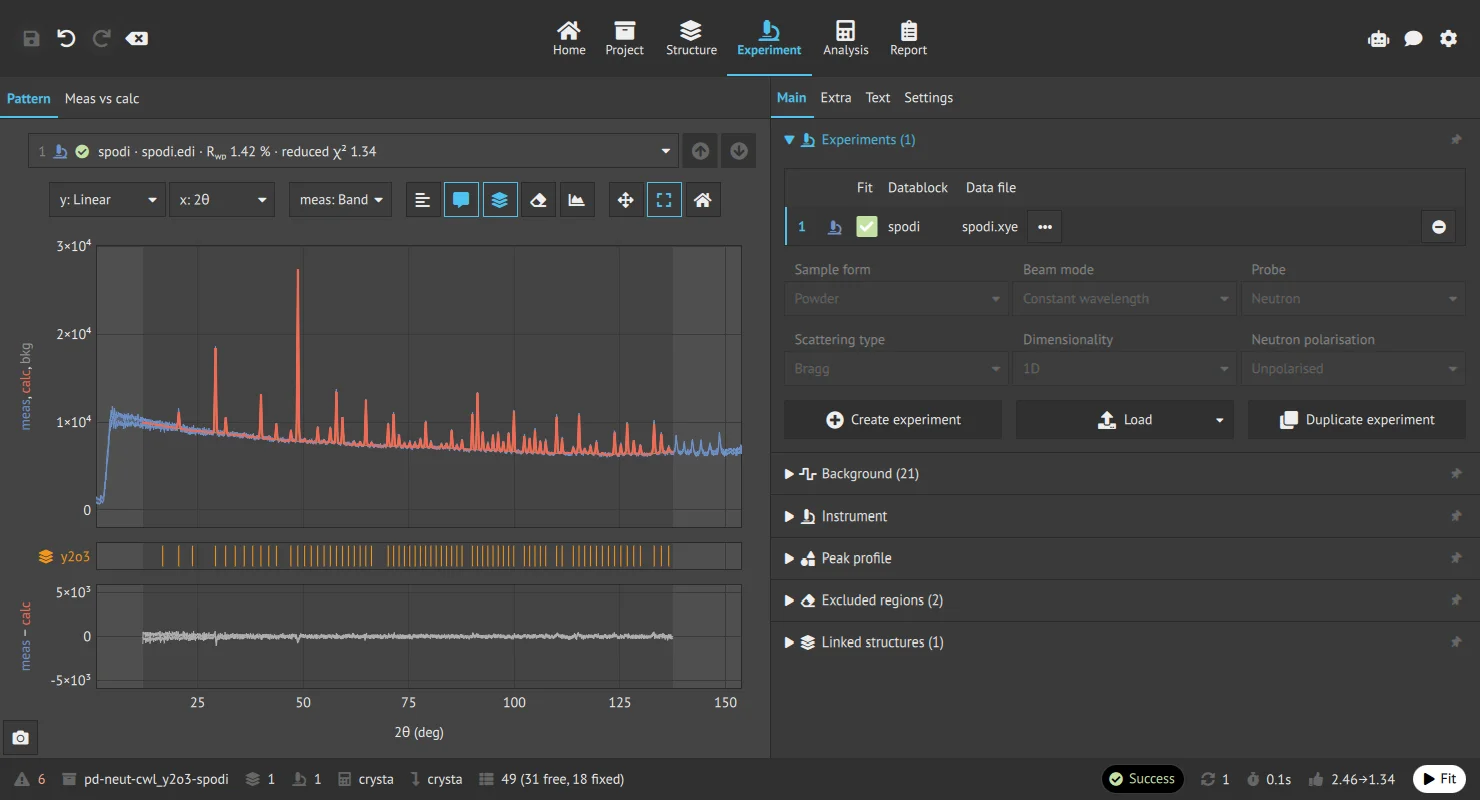 Home Project Structure Experiment Analysis Report
Pattern Meas vs calc
Main Extra Text Settings
1 spodi · spodi.edi · Rwp 1.42 % · reduced χ² 1.34
y: Linear x: 2θ meas: Band
3×10⁴
2×10⁴
1×10⁴
0
meas, calc, bkg
y2o3
5×10³
0
-5×10³
meas − calc
25 50 75 100 125 150
2θ (deg)
Experiments (1)
Fit Datablock Data file
1 spodi spodi.xye
Sample form Beam mode Probe
Powder Constant wavelength Neutron
Scattering type Dimensionality Neutron polarisation
Bragg 1D Unpolarised
Create experiment Load Duplicate experiment
Background (21)
Instrument
Peak profile
Excluded regions (2)
Linked structures (1)
6 pd-neut-cwl_y2o3-spodi 1 1 crysta crysta 49 (31 free, 18 fixed) Success 1 0.1s 2.46→1.34 Fit